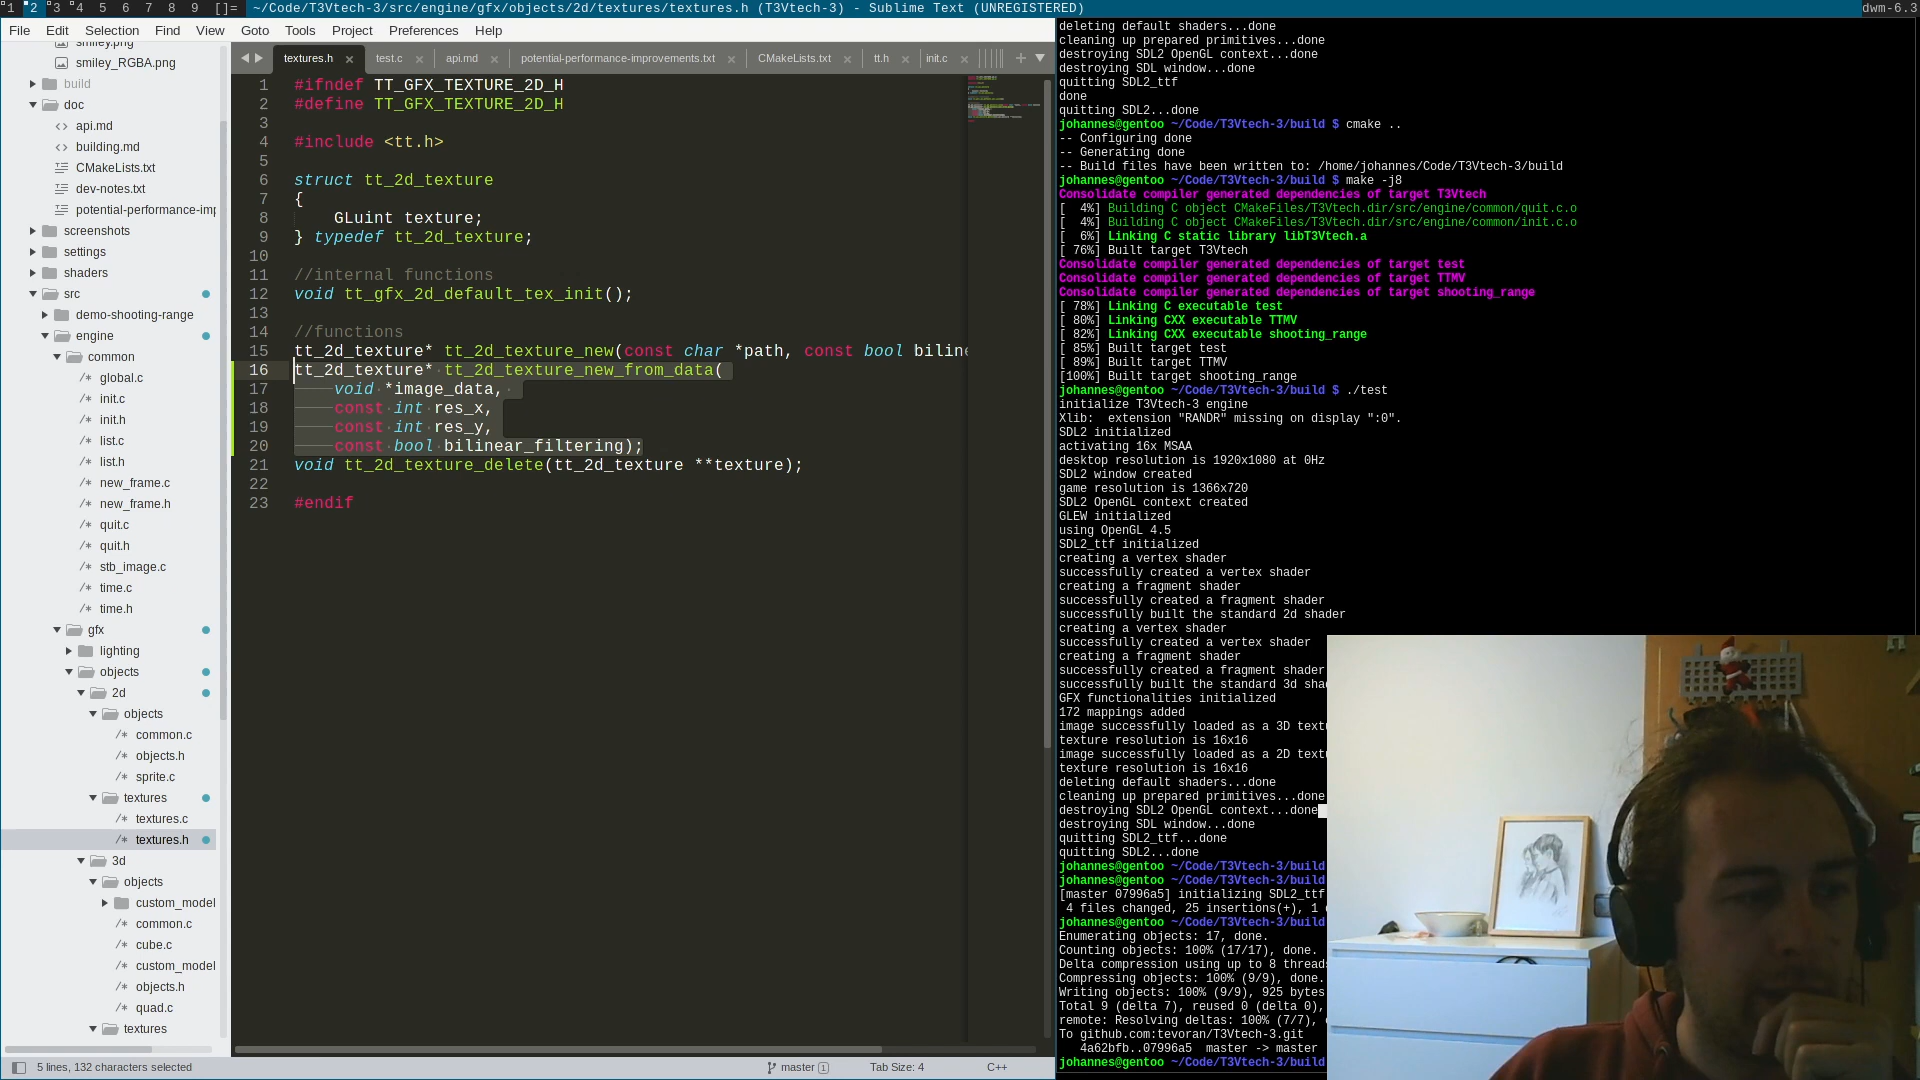 1 2 3 4 5 6 7 8 9 []= ~/Code/T3Vtech-3/src/engine/gfx/objects/2d/textures/textures.h (T3Vtech-3) - Sublime Text (UNREGISTERED) dwm-6.3
File Edit Selection Find View Goto Tools Project Preferences Help
smiley.png
smiley_RGBA.png
build
doc
api.md
building.md
CMakeLists.txt
dev-notes.txt
potential-performance-imp
screenshots
settings
shaders
src
demo-shooting-range
engine
common
global.c
init.c
init.h
list.c
list.h
new_frame.c
new_frame.h
quit.c
quit.h
stb_image.c
time.c
time.h
gfx
lighting
objects
2d
objects
common.c
objects.h
sprite.c
textures
textures.c
textures.h
3d
objects
custom_model
common.c
cube.c
custom_model
objects.h
quad.c
textures
textures.h test.c api.md potential-performance-improvements.txt CMakeLists.txt tt.h init.c
1 #ifndef TT_GFX_TEXTURE_2D_H
2 #define TT_GFX_TEXTURE_2D_H
3
4 #include <tt.h>
5
6 struct tt_2d_texture
7 {
8 GLuint texture;
9 } typedef tt_2d_texture;
10
11 //internal functions
12 void tt_gfx_2d_default_tex_init();
13
14 //functions
15 tt_2d_texture* tt_2d_texture_new(const char *path, const bool biline
16 tt_2d_texture* tt_2d_texture_new_from_data(
17 void *image_data,
18 const int res_x,
19 const int res_y,
20 const bool bilinear_filtering);
21 void tt_2d_texture_delete(tt_2d_texture **texture);
22
23 #endif
5 lines, 132 characters selected master 1 Tab Size: 4 C++
deleting default shaders...done
cleaning up prepared primitives...done
destroying SDL2 OpenGL context...done
destroying SDL window...done
quitting SDL2_ttf
done
quitting SDL2...done
johannes@gentoo ~/Code/T3Vtech-3/build $ cmake ..
-- Configuring done
-- Generating done
-- Build files have been written to: /home/johannes/Code/T3Vtech-3/build
johannes@gentoo ~/Code/T3Vtech-3/build $ make -j8
Consolidate compiler generated dependencies of target T3Vtech
[  4%] Building C object CMakeFiles/T3Vtech.dir/src/engine/common/quit.c.o
[  4%] Building C object CMakeFiles/T3Vtech.dir/src/engine/common/init.c.o
[  6%] Linking C static library libT3Vtech.a
[ 76%] Built target T3Vtech
Consolidate compiler generated dependencies of target test
Consolidate compiler generated dependencies of target TTMV
Consolidate compiler generated dependencies of target shooting_range
[ 78%] Linking C executable test
[ 80%] Linking CXX executable TTMV
[ 82%] Linking CXX executable shooting_range
[ 85%] Built target test
[ 89%] Built target TTMV
[100%] Built target shooting_range
johannes@gentoo ~/Code/T3Vtech-3/build $ ./test
initialize T3Vtech-3 engine
Xlib:  extension "RANDR" missing on display ":0".
SDL2 initialized
activating 16x MSAA
desktop resolution is 1920x1080 at 0Hz
SDL2 window created
game resolution is 1366x720
SDL2 OpenGL context created
GLEW initialized
using OpenGL 4.5
SDL2_ttf initialized
creating a vertex shader
successfully created a vertex shader
creating a fragment shader
successfully created a fragment shader
successfully built the standard 2d shader
creating a vertex shader
successfully created a vertex shader
creating a fragment shader
successfully created a fragment shader
successfully built the standard 3d shad
GFX functionalities initialized
172 mappings added
image successfully loaded as a 3D textu
texture resolution is 16x16
image successfully loaded as a 2D textu
texture resolution is 16x16
deleting default shaders...done
cleaning up prepared primitives...done
destroying SDL2 OpenGL context...done
destroying SDL window...done
quitting SDL2_ttf...done
quitting SDL2...done
johannes@gentoo ~/Code/T3Vtech-3/build
johannes@gentoo ~/Code/T3Vtech-3/build
[master 07996a5] initializing SDL2_ttf
4 files changed, 25 insertions(+), 1
johannes@gentoo ~/Code/T3Vtech-3/build
Enumerating objects: 17, done.
Counting objects: 100% (17/17), done.
Delta compression using up to 8 threads
Compressing objects: 100% (9/9), done.
Writing objects: 100% (9/9), 925 bytes
Total 9 (delta 7), reused 0 (delta 0),
remote: Resolving deltas: 100% (7/7),
To github.com:tevoran/T3Vtech-3.git
4a62bfb..07996a5  master -> master
johannes@gentoo ~/Code/T3Vtech-3/build